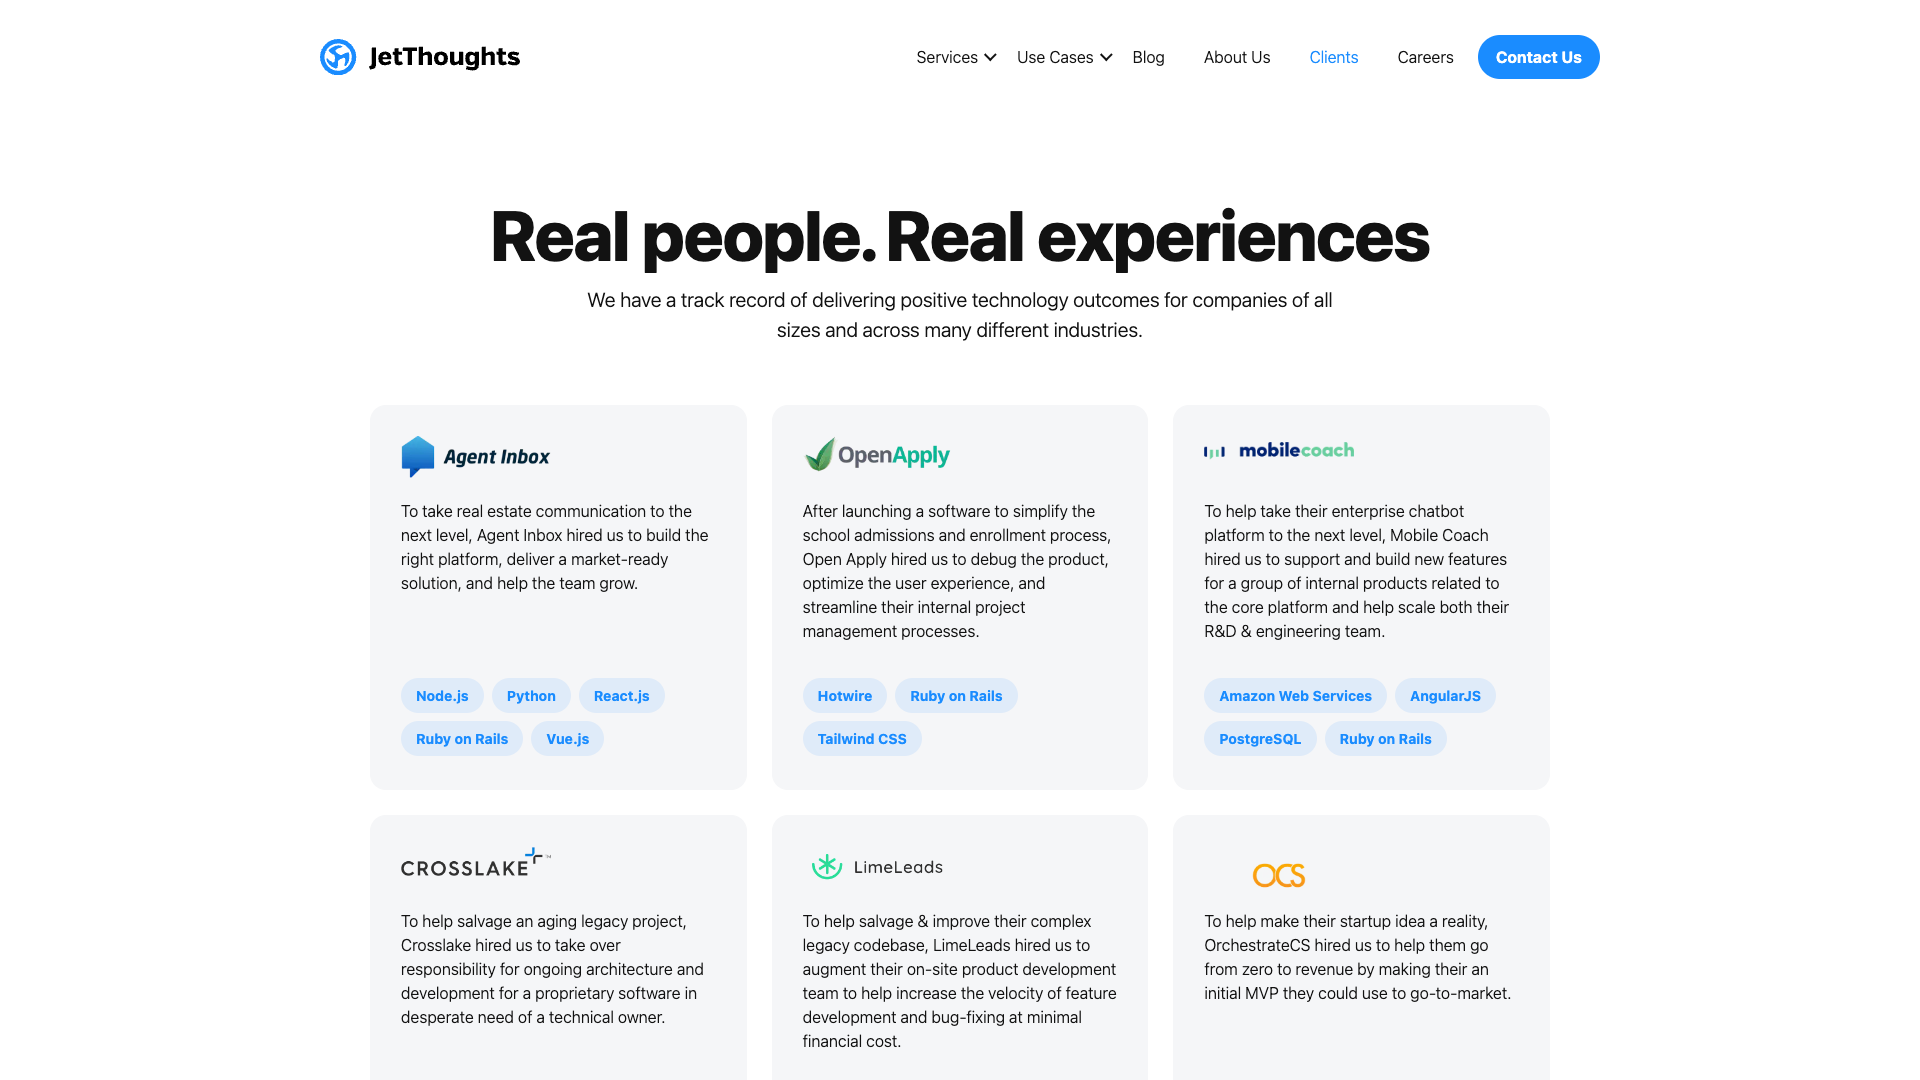 JetThoughts
Services
Use Cases
Blog
About Us
Clients
Careers
Contact Us
Real people. Real experiences
We have a track record of delivering positive technology outcomes for companies of all
sizes and across many different industries.
Agent Inbox
To take real estate communication to the
next level, Agent Inbox hired us to build the
right platform, deliver a market-ready
solution, and help the team grow.
Node.js
Python
React.js
Ruby on Rails
Vue.js
OpenApply
After launching a software to simplify the
school admissions and enrollment process,
Open Apply hired us to debug the product,
optimize the user experience, and
streamline their internal project
management processes.
Hotwire
Ruby on Rails
Tailwind CSS
mobilecoach
To help take their enterprise chatbot
platform to the next level, Mobile Coach
hired us to support and build new features
for a group of internal products related to
the core platform and help scale both their
R&D & engineering team.
Amazon Web Services
AngularJS
PostgreSQL
Ruby on Rails
CROSSLAKE™
To help salvage an aging legacy project,
Crosslake hired us to take over
responsibility for ongoing architecture and
development for a proprietary software in
desperate need of a technical owner.
LimeLeads
To help salvage & improve their complex
legacy codebase, LimeLeads hired us to
augment their on-site product development
team to help increase the velocity of feature
development and bug-fixing at minimal
financial cost.
OCS
To help make their startup idea a reality,
OrchestrateCS hired us to help them go
from zero to revenue by making their an
initial MVP they could use to go-to-market.